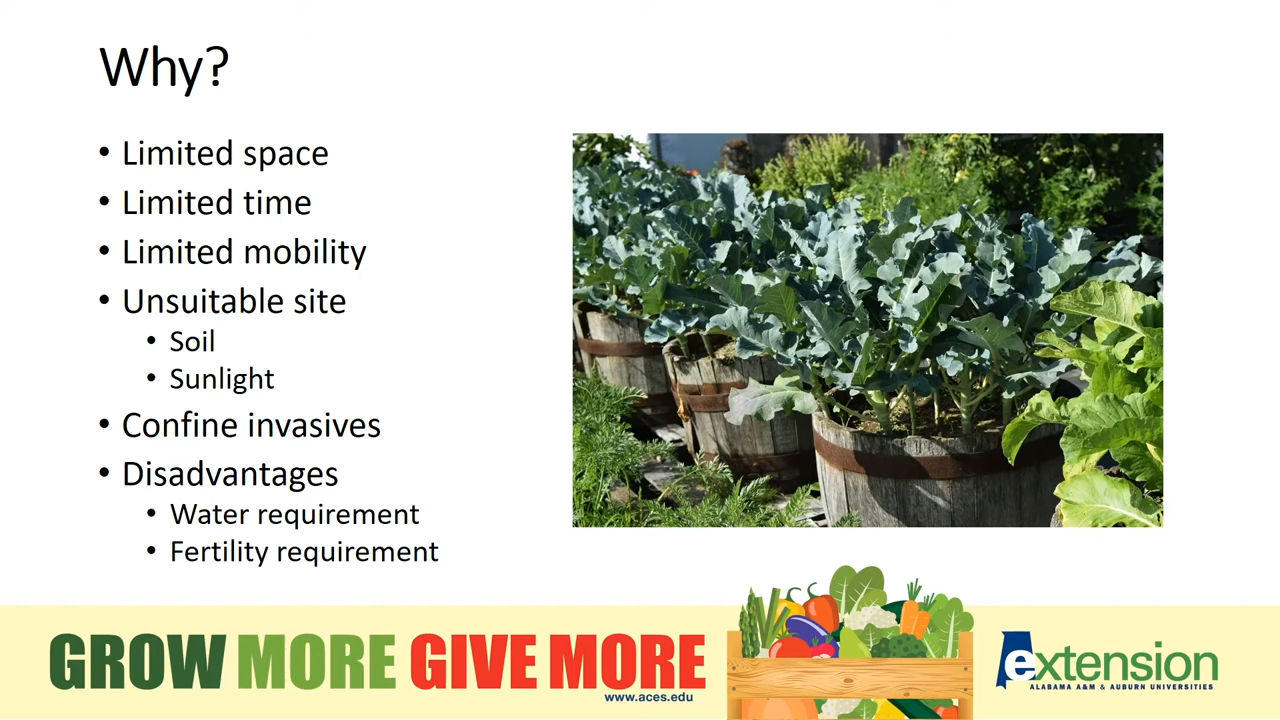 Why?
• Limited space
• Limited time
• Limited mobility
• Unsuitable site
• Soil
• Sunlight
• Confine invasives
• Disadvantages
• Water requirement
• Fertility requirement
GROW MORE GIVE MORE
www.aces.edu
extension
ALABAMA A&M & AUBURN UNIVERSITIES